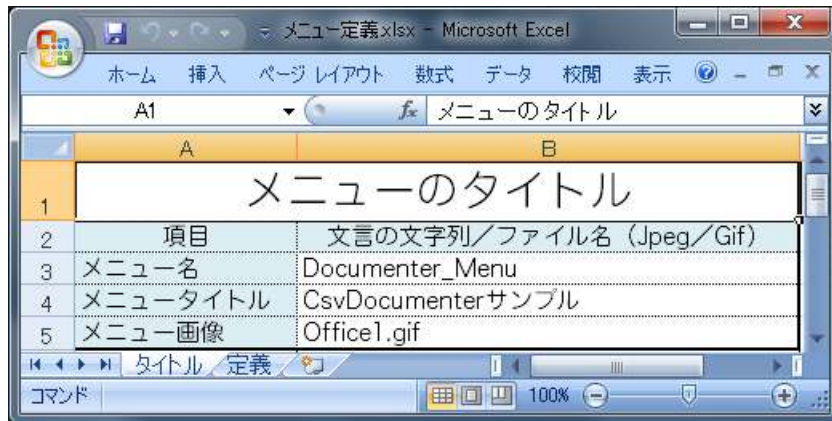 メニュー定義.xlsx - Microsoft Excel
ホーム 挿入 ページ レイアウト 数式 データ 校閲 表示
A1 fx メニューのタイトル
A B
1 メニューのタイトル
2 項目 文言の文字列／ファイル名（Jpeg／Gif）
3 メニュー名 Documenter_Menu
4 メニュータイトル CsvDocumenterサンプル
5 メニュー画像 Office1.gif
タイトル 定義
コマンド 100%